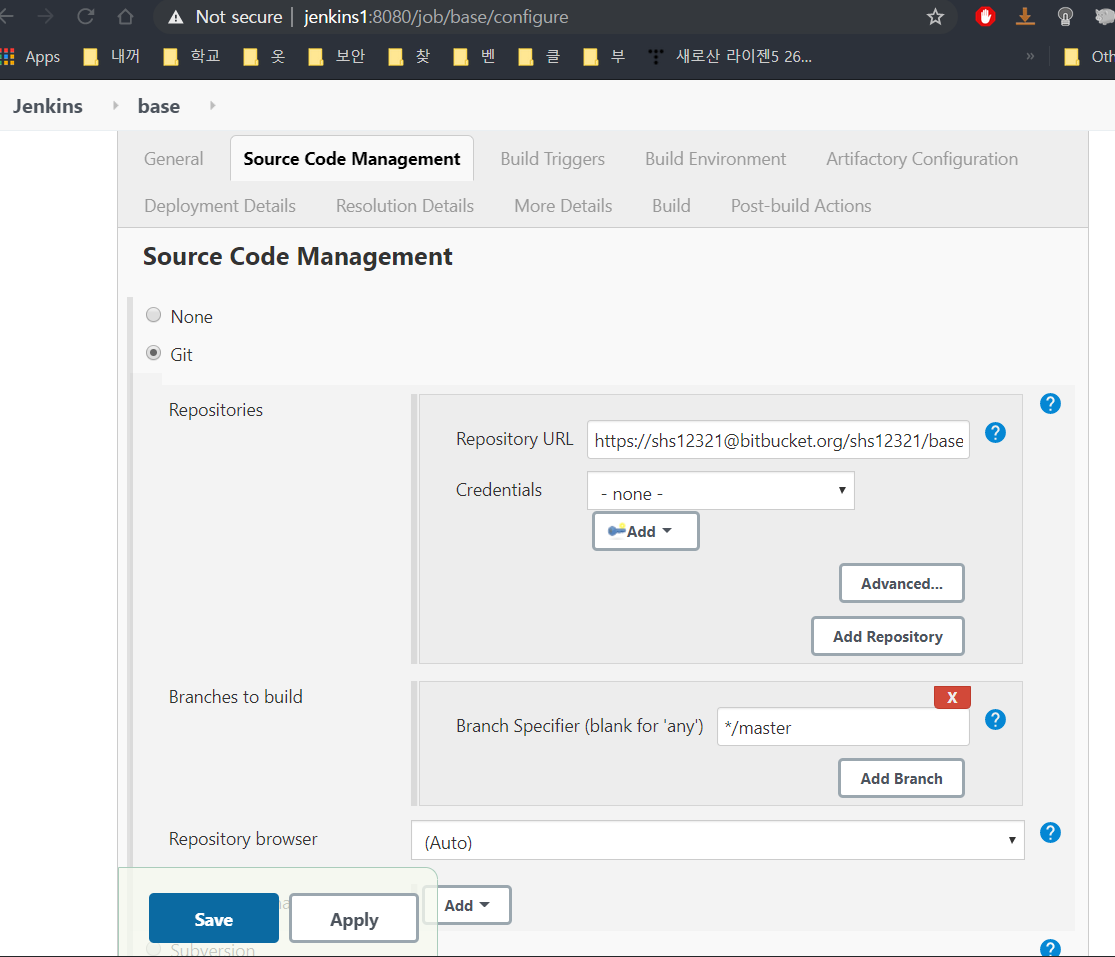 Not secure | jenkins1:8080/job/base/configure
Apps 내꺼 학교 옷 보안 찾 벤 클 부 새로산 라이젠5 26... » Oth
Jenkins base
General Source Code Management Build Triggers Build Environment Artifactory Configuration
Deployment Details Resolution Details More Details Build Post-build Actions
Source Code Management
None
Git
Repositories
Repository URL https://shs12321@bitbucket.org/shs12321/base
Credentials - none -
Add
Advanced...
Add Repository
Branches to build
X
Branch Specifier (blank for 'any') */master
Add Branch
Repository browser (Auto)
Save Apply Add
Subversion